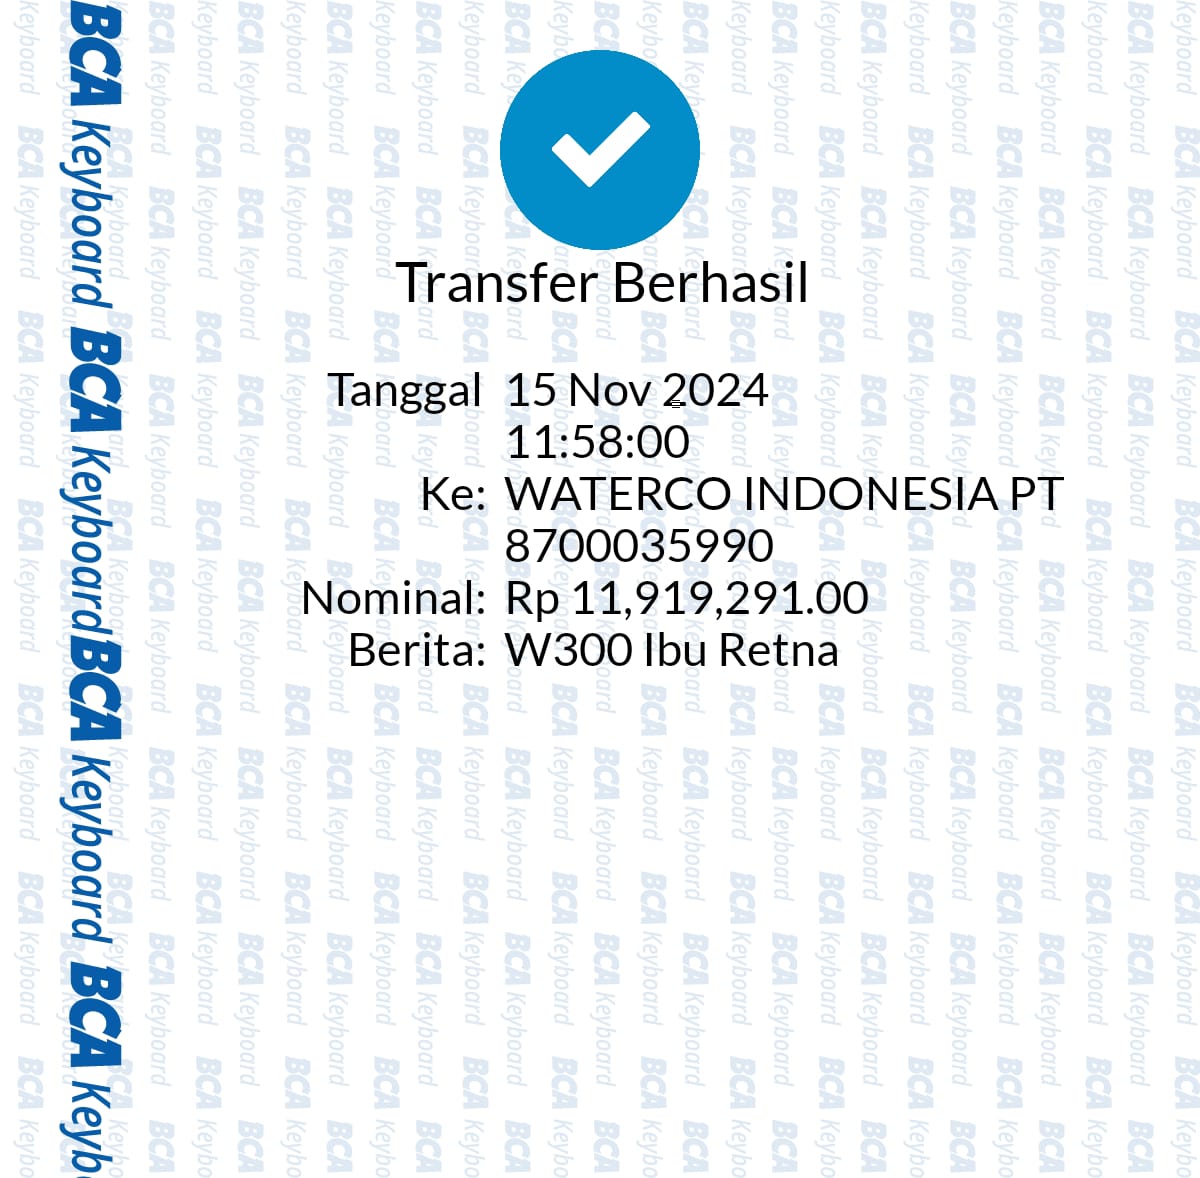 BCA Keyboard BCA Keyboard BCA Keyboard BCA Keyb
Transfer Berhasil
Tanggal 15 Nov 2024
11:58:00
Ke: WATERCO INDONESIA PT
8700035990
Nominal: Rp 11,919,291.00
Berita: W300 Ibu Retna